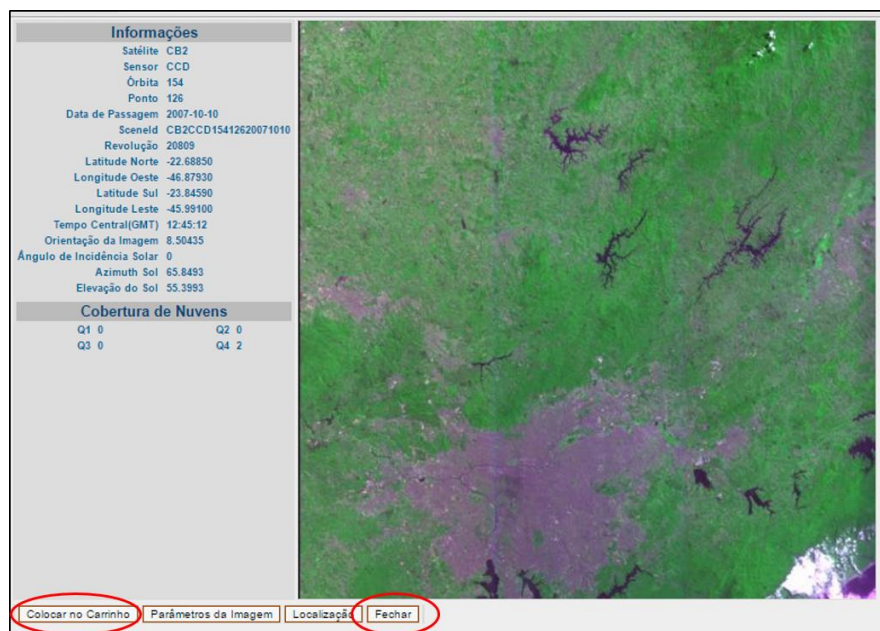 Informações
Satélite CB2
Sensor CCD
Órbita 154
Ponto 126
Data de Passagem 2007-10-10
SceneId CB2CCD15412620071010
Revolução 20809
Latitude Norte -22.68850
Longitude Oeste -46.87930
Latitude Sul -23.84590
Longitude Leste -45.99100
Tempo Central(GMT) 12:45:12
Orientação da Imagem 8.50435
Ângulo de Incidência Solar 0
Azimuth Sol 65.8493
Elevação do Sol 55.3993
Cobertura de Nuvens
Q1 0 Q2 0
Q3 0 Q4 2
Colocar no Carrinho Parâmetros da Imagem Localização Fechar